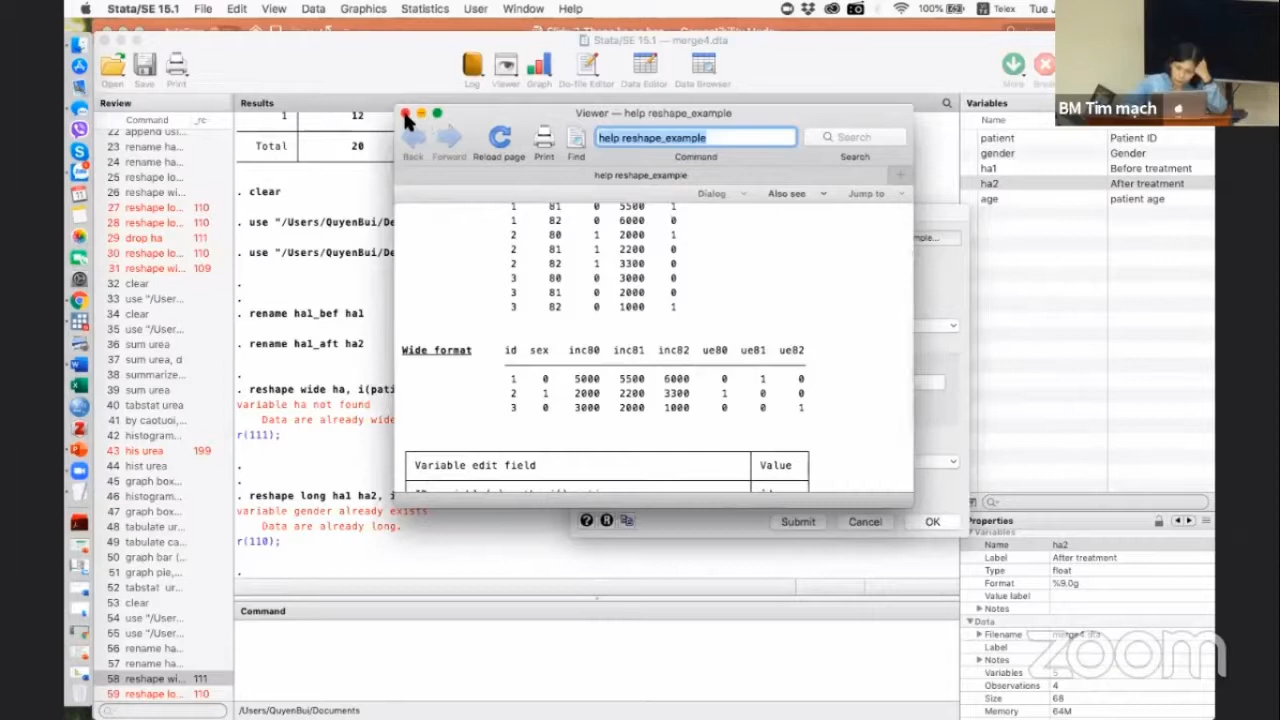 Stata/SE 15.1 File Edit View Data Graphics Statistics User Window Help
100% Telex Tue
Stata/SE 15.1 — merge4.dta
Open Save Print Log Viewer Graph Do-file Editor Data Editor Data Browser More
BM Tim mạch
Review
Command _rc
22 append usi...
23 rename ha...
24 rename ha...
25 reshape lo...
26 reshape wi...
27 reshape lo... 110
28 reshape lo... 110
29 drop ha 111
30 reshape lo... 110
31 reshape wi... 109
32 clear
33 use "/User...
34 clear
35 use "/User...
36 sum urea
37 sum urea, d
38 summarize...
39 sum urea
40 tabstat urea
41 by caotuoi,...
42 histogram...
43 his urea 199
44 hist urea
45 graph box...
46 histogram...
47 graph box...
48 tabulate ur...
49 tabulate ca...
50 graph bar (...
51 graph pie,...
52 tabstat ur...
53 clear
54 use "/User...
55 use "/User...
56 rename ha...
57 rename ha...
58 reshape wi... 111
59 reshape lo... 110
Results
1 12
Total 20
. clear
. use "/Users/QuyenBui/De
. use "/Users/QuyenBui/De
.
. rename ha1_bef ha1
. rename ha1_aft ha2
.
. reshape wide ha, i(pati
variable ha not found
Data are already wide
r(111);
.
. reshape long ha1 ha2, i
variable gender already exists
Data are already long.
r(110);
.
Command
/Users/QuyenBui/Documents
Viewer — help reshape_example
help reshape_example
Search
Back Forward Reload page Print Find Command Search
help reshape_example
Dialog Also see Jump to
1 81 0 5500 1
1 82 0 6000 0
2 80 1 2000 1
2 81 1 2200 0
2 82 1 3300 0
3 80 0 3000 0
3 81 0 2000 0
3 82 0 1000 1
Wide format id sex inc80 inc81 inc82 ue80 ue81 ue82
1 0 5000 5500 6000 0 1 0
2 1 2000 2200 3300 1 0 0
3 0 3000 2000 1000 0 0 1
Variable edit field Value
Submit Cancel OK
Variables
Name
patient Patient ID
gender Gender
ha1 Before treatment
ha2 After treatment
age patient age
Properties
Variables
Name ha2
Label After treatment
Type float
Format %9.0g
Value label
Notes
Data
Filename merge4.dta
Label
Notes
Variables 5
Observations 4
Size 68
Memory 64M
zoom